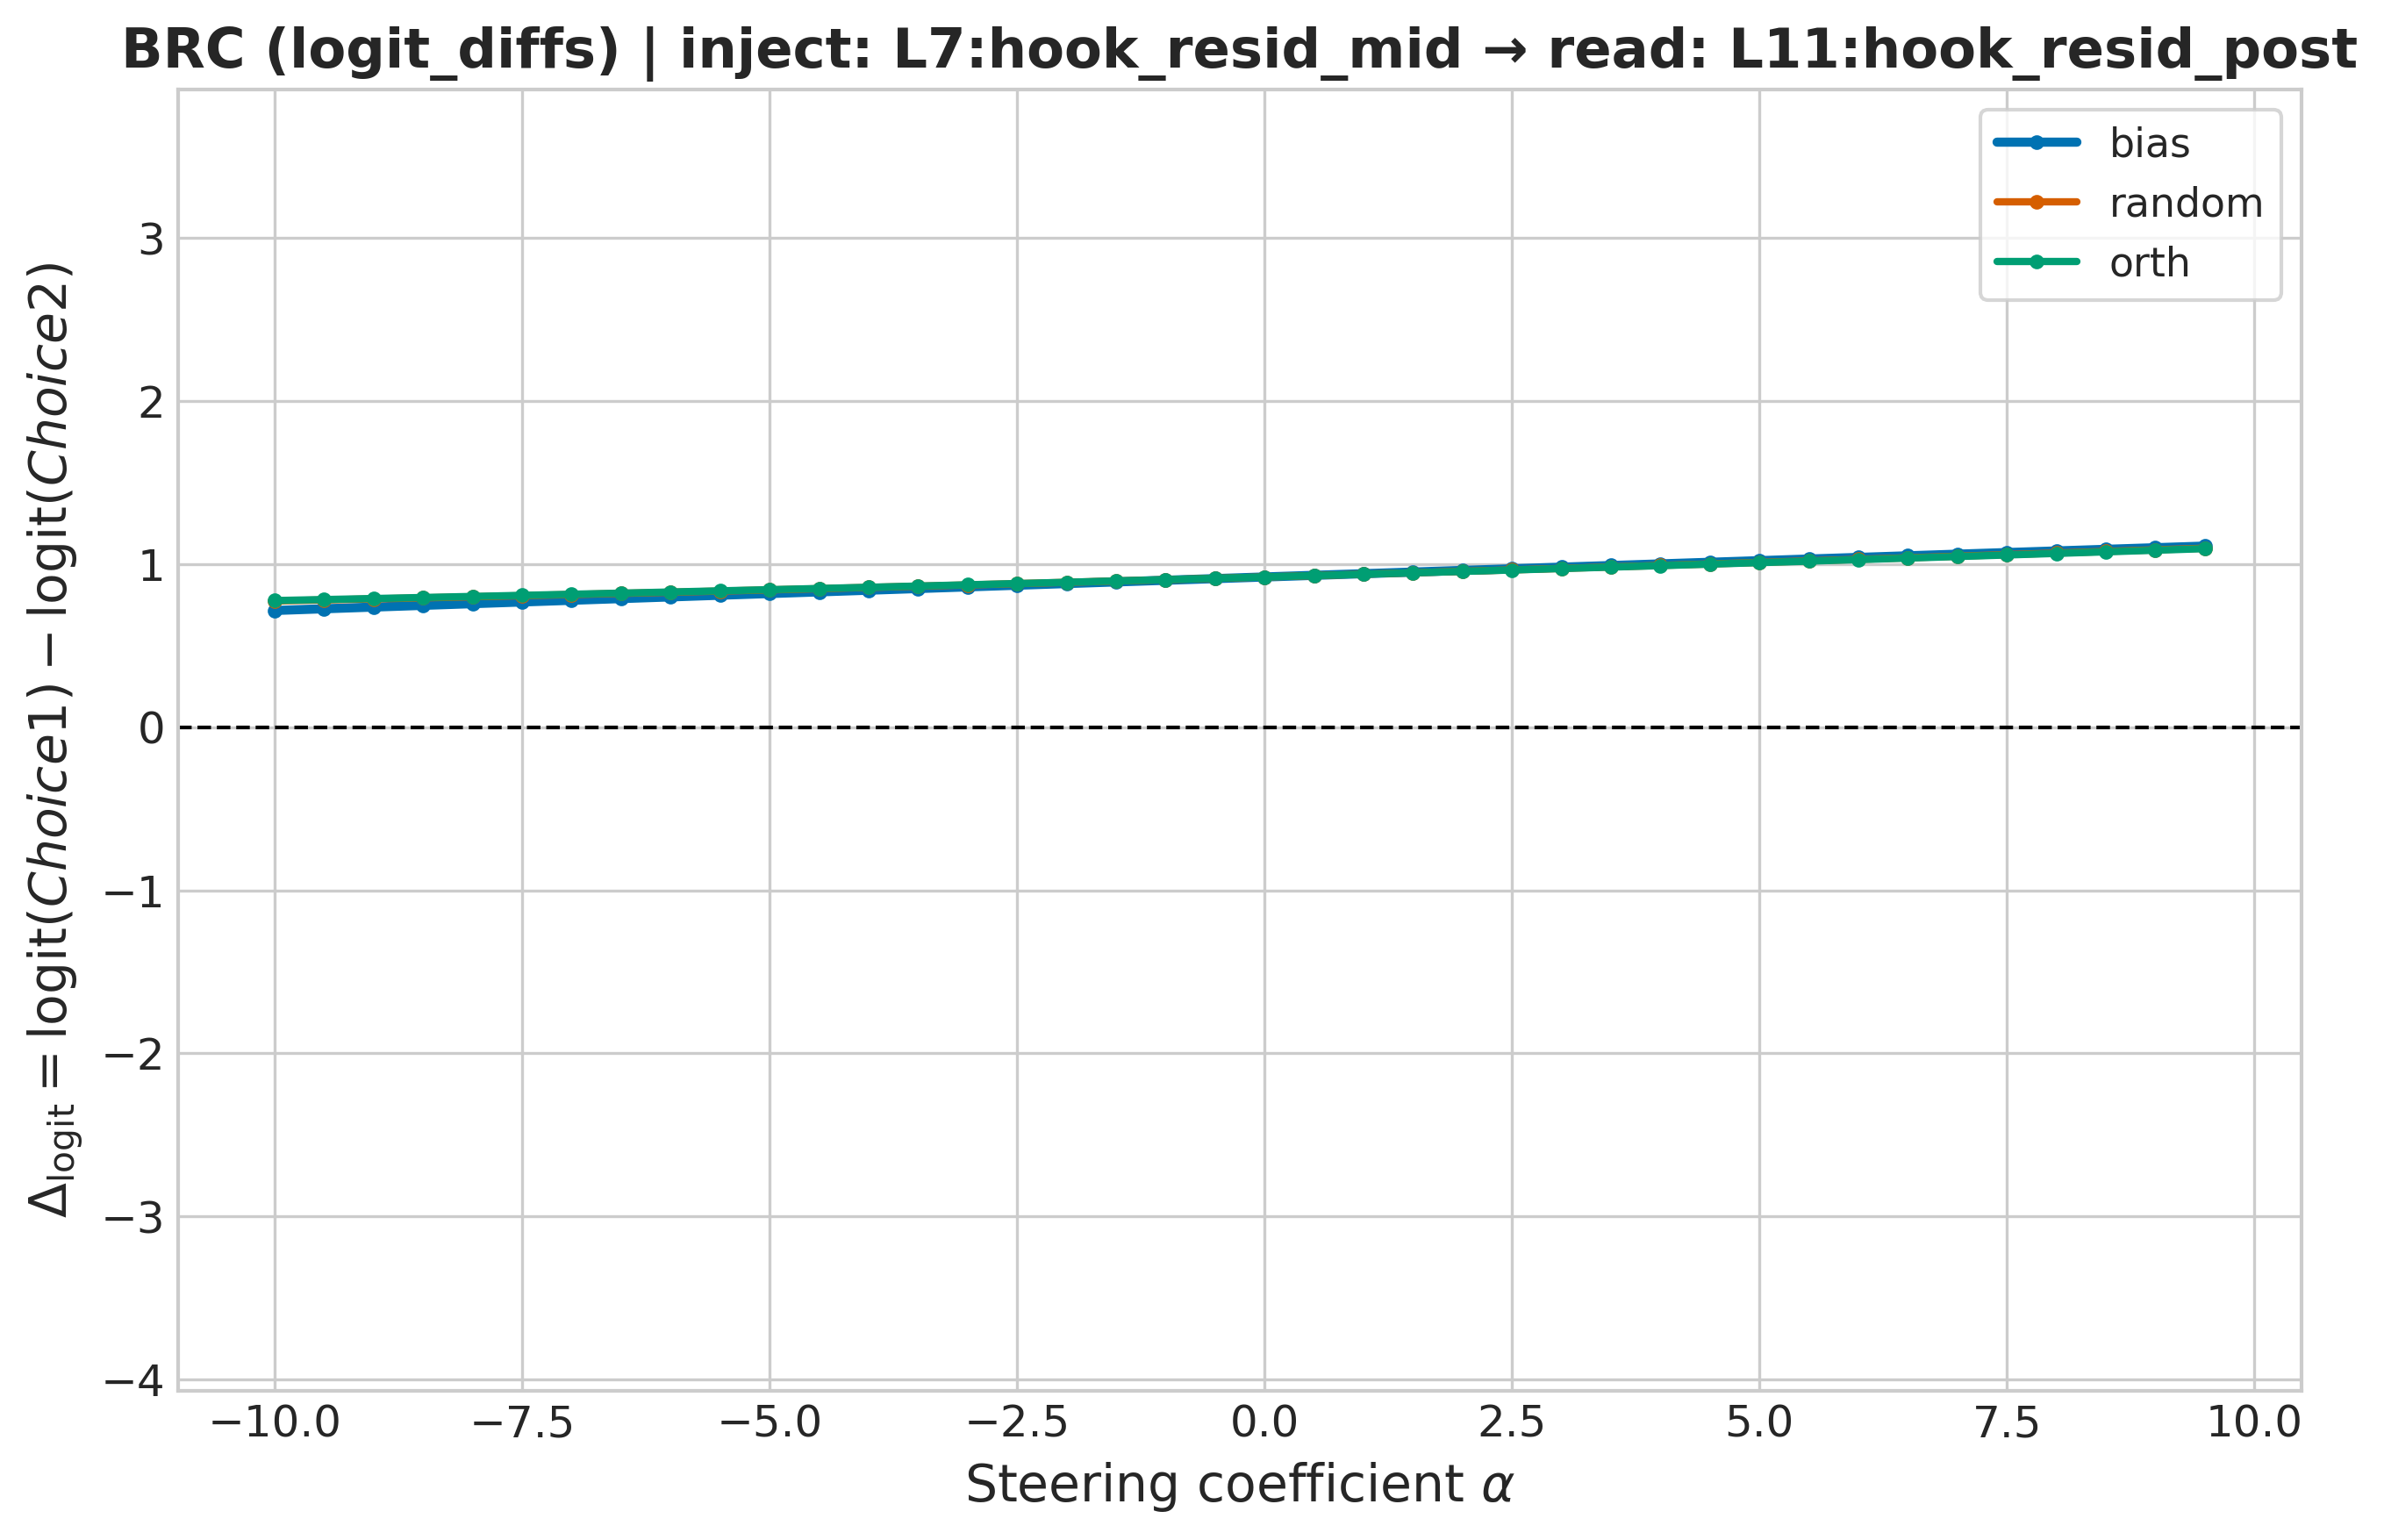 BRC (logit_diffs) | inject: L7:hook_resid_mid → read: L11:hook_resid_post
Δlogit = logit(Choice1) − logit(Choice2)
bias
random
orth
3
2
1
0
−1
−2
−3
−4
−10.0 −7.5 −5.0 −2.5 0.0 2.5 5.0 7.5 10.0
Steering coefficient α